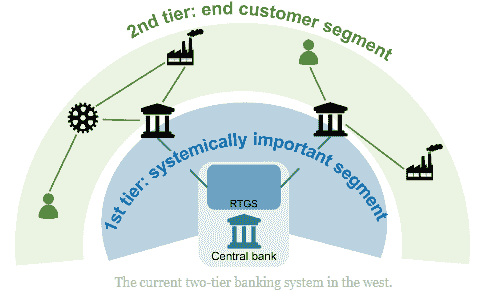 2nd tier: end customer segment
1st tier: systemically important segment
RTGS
Central bank
The current two-tier banking system in the west.